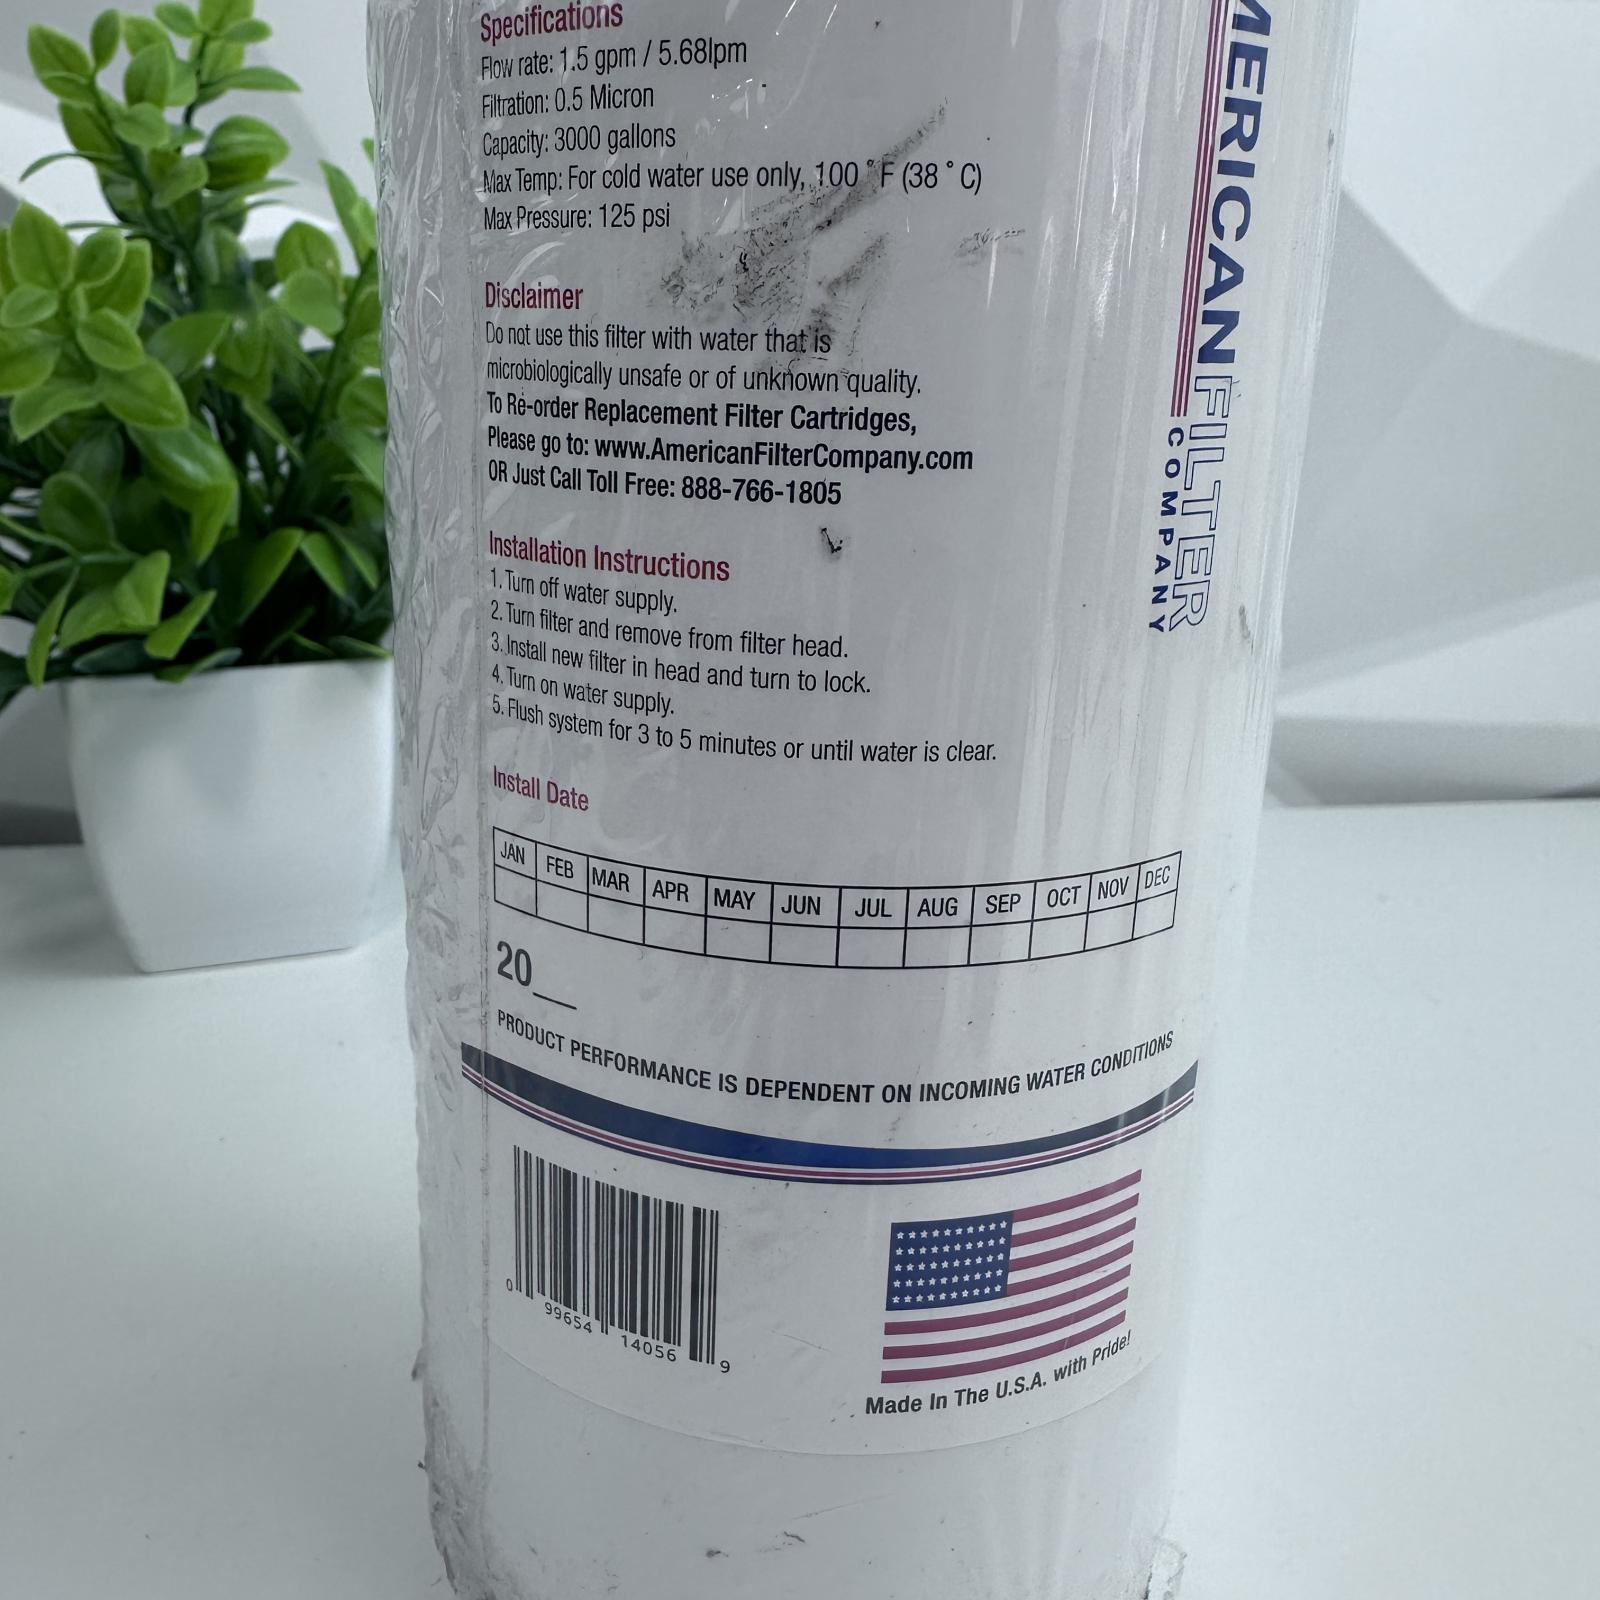 Specifications
Flow rate: 1.5 gpm / 5.68lpm
Filtration: 0.5 Micron
Capacity: 3000 gallons
Max Temp: For cold water use only, 100 ° F (38 ° C)
Max Pressure: 125 psi
Disclaimer
Do not use this filter with water that is
microbiologically unsafe or of unknown quality.
To Re-order Replacement Filter Cartridges,
Please go to: www.AmericanFilterCompany.com
OR Just Call Toll Free: 888-766-1805
Installation Instructions
1. Turn off water supply.
2. Turn filter and remove from filter head.
3. Install new filter in head and turn to lock.
4. Turn on water supply.
5. Flush system for 3 to 5 minutes or until water is clear.
Install Date
JAN FEB MAR APR MAY JUN JUL AUG SEP OCT NOV DEC
20__
PRODUCT PERFORMANCE IS DEPENDENT ON INCOMING WATER CONDITIONS
0 99654 14056 9
Made In The U.S.A. with Pride!
MERICANFILTER
COMPANY